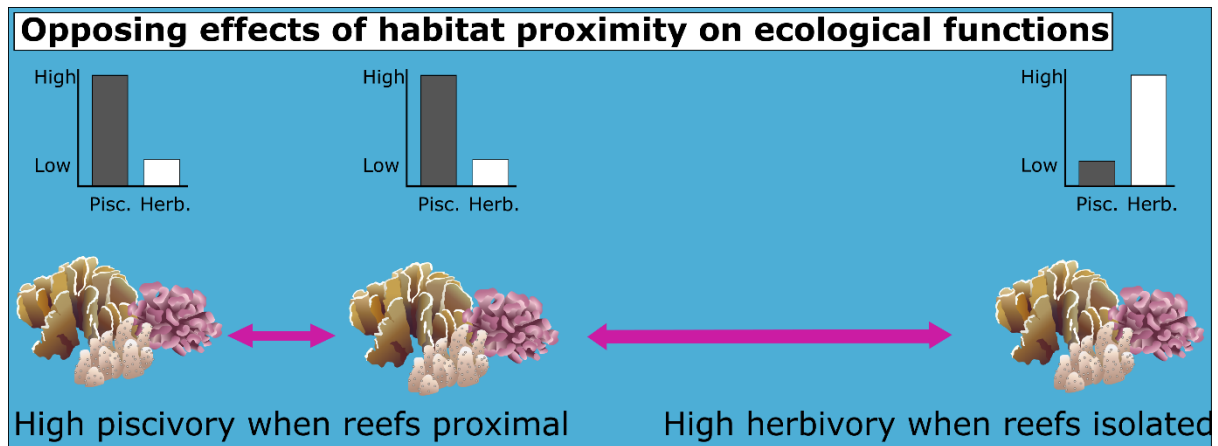 Opposing effects of habitat proximity on ecological functions
High
Low
Pisc. Herb.
High
Low
Pisc. Herb.
High
Low
Pisc. Herb.
High piscivory when reefs proximal
High herbivory when reefs isolated